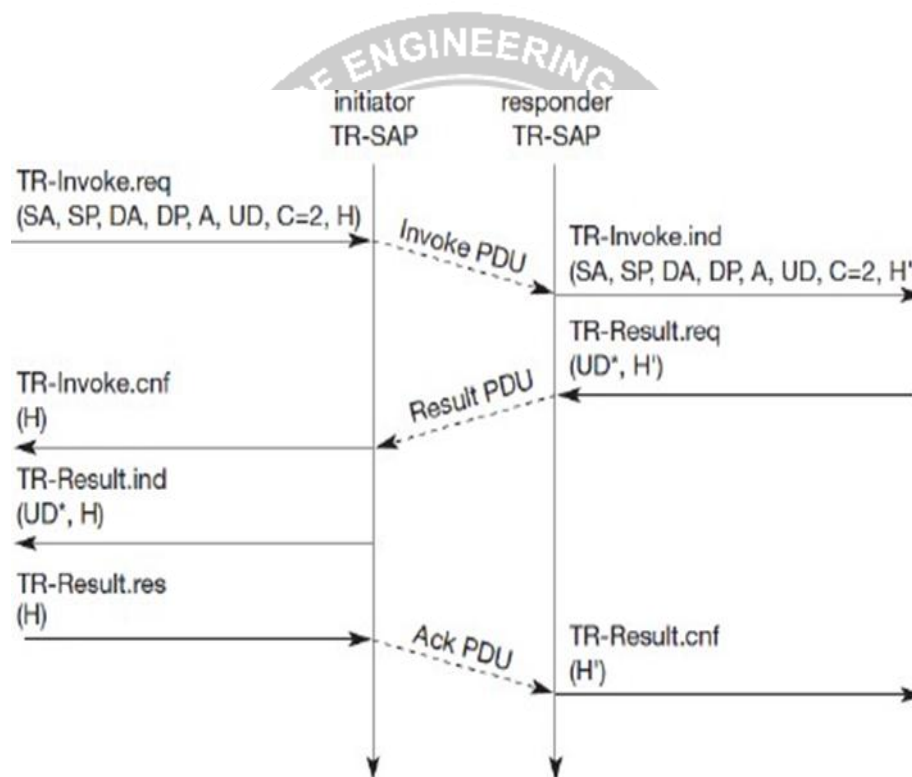 E ENGINEERING
initiator
TR-SAP
responder
TR-SAP
TR-Invoke.req
(SA, SP, DA, DP, A, UD, C=2, H)
Invoke PDU
TR-Invoke.ind
(SA, SP, DA, DP, A, UD, C=2, H'
TR-Result.req
(UD*, H')
Result PDU
TR-Invoke.cnf
(H)
TR-Result.ind
(UD*, H)
TR-Result.res
(H)
Ack PDU
TR-Result.cnf
(H')